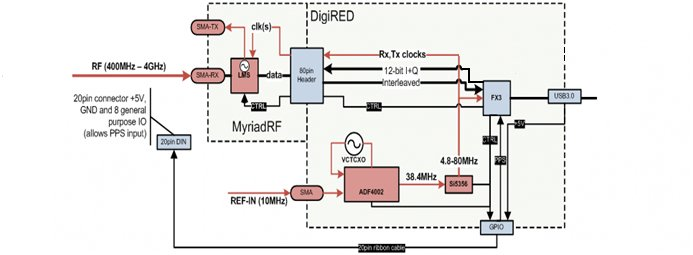 DigiRED
SMA-TX
clk(s)
Rx,Tx clocks
RF (400MHz – 4GHz)
SMA-RX
LMS
data
80pin
Header
12-bit I+Q
Interleaved
FX3
USB3.0
CTRL
CTRL
CTRL
+5V
PPS
20pin connector +5V,
GND and 8 general
purpose IO
(allows PPS input)
MyriadRF
20pin DIN
VCTCXO
4.8-80MHz
38.4MHz
Si5356
ADF4002
SMA
REF-IN (10MHz)
GPIO
20pin ribbon cable